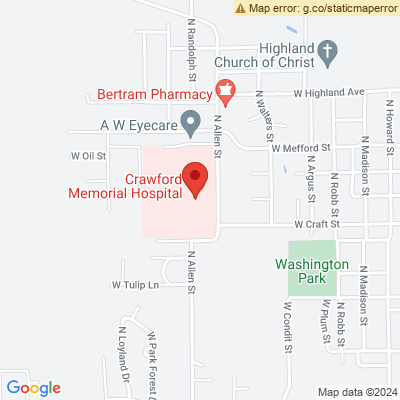 Map error: g.co/staticmaperror
N Randolph St
Highland
Church of Christ
Bertram Pharmacy
W Highland Ave
N Walters St
N Howard St
A W Eyecare
N Allen St
W Mefford St
N Madison St
W Oil St
N Argus St
N Robb St
Crawford
Memorial Hospital
W Craft St
N Allen St
Washington
Park
W Tulip Ln
N Madison St
N Robb St
W Plum St
W Condit St
N Loyland Dr
W Park Forest
Google
Map data ©2024